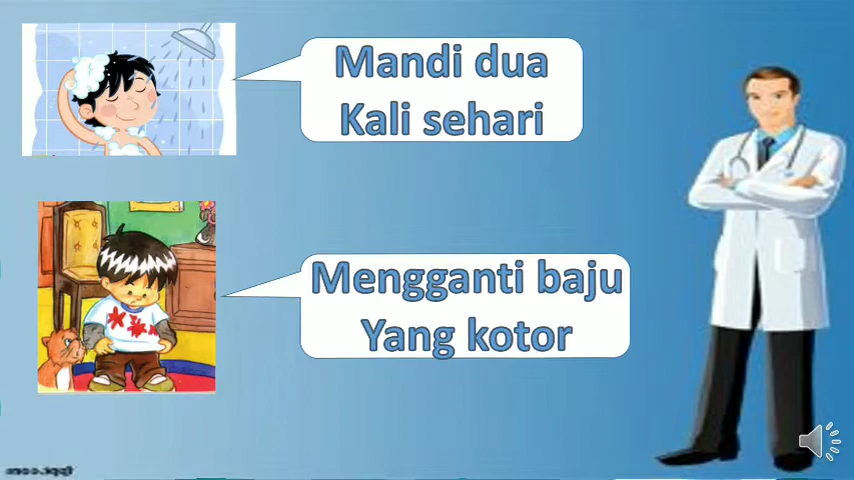 Mandi dua
Kali sehari
Mengganti baju
Yang kotor